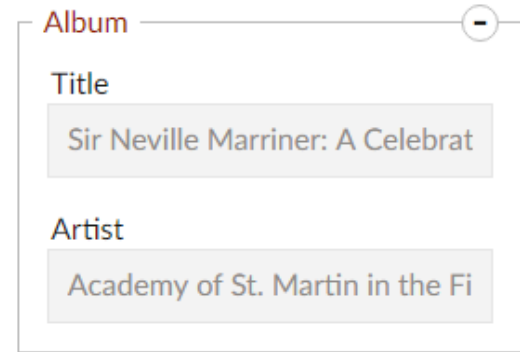 Album
Title
Sir Neville Marriner: A Celebrat
Artist
Academy of St. Martin in the Fi